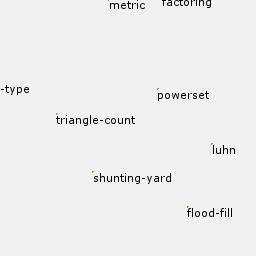 metric
factoring
-type
powerset
triangle-count
luhn
shunting-yard
flood-fill